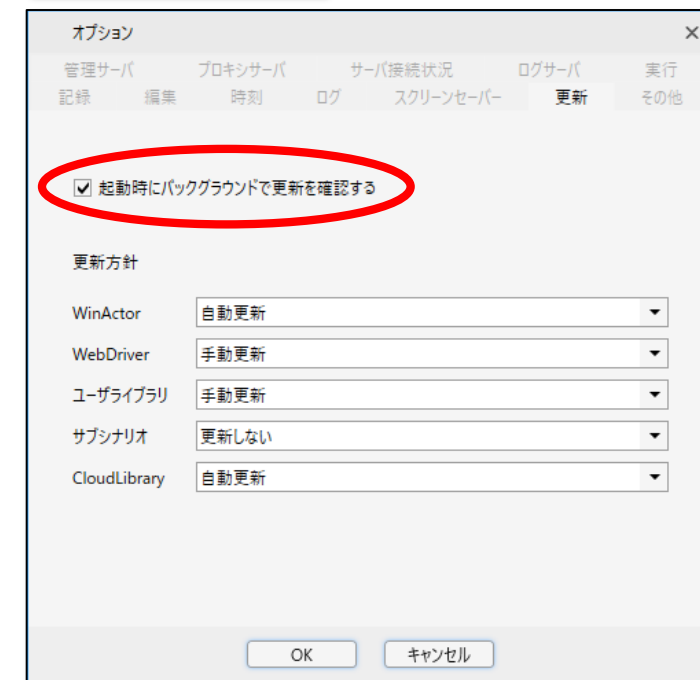 オプション ×
管理サーバ プロキシサーバ サーバ接続状況 ログサーバ 実行
記録 編集 時刻 ログ スクリーンセーバー 更新 その他
起動時にバックグラウンドで更新を確認する
更新方針
WinActor 自動更新
WebDriver 手動更新
ユーザライブラリ 手動更新
サブシナリオ 更新しない
CloudLibrary 自動更新
OK キャンセル